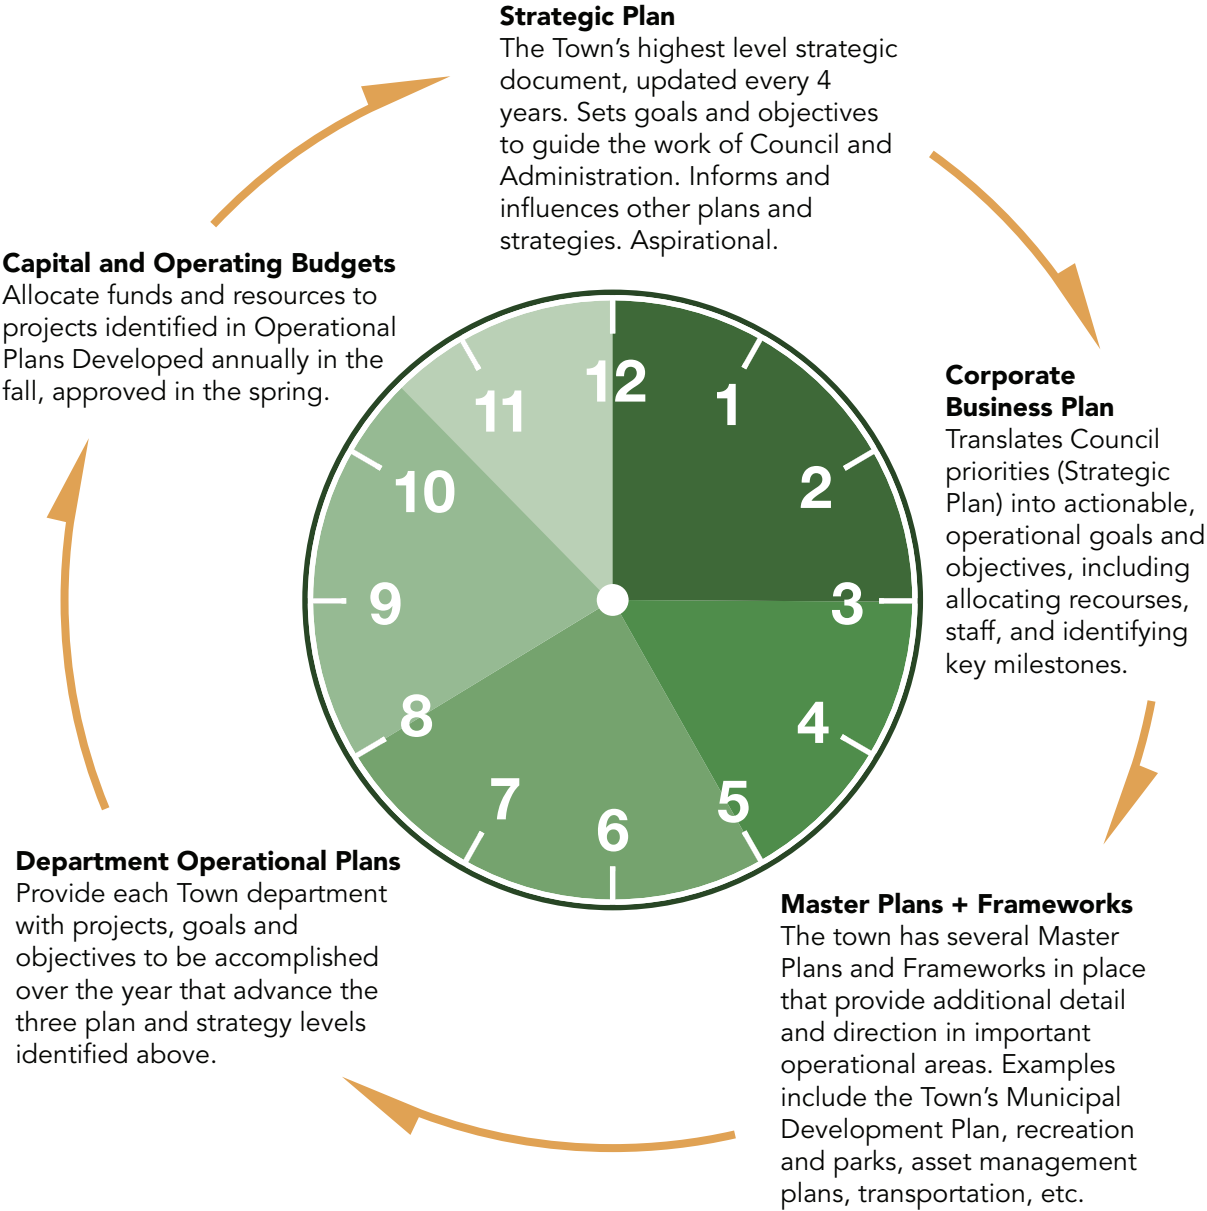 Strategic Plan
The Town’s highest level strategic
document, updated every 4
years. Sets goals and objectives
to guide the work of Council and
Administration. Informs and
influences other plans and
strategies. Aspirational.
Corporate
Business Plan
Translates Council
priorities (Strategic
Plan) into actionable,
operational goals and
objectives, including
allocating recourses,
staff, and identifying
key milestones.
Master Plans + Frameworks
The town has several Master
Plans and Frameworks in place
that provide additional detail
and direction in important
operational areas. Examples
include the Town’s Municipal
Development Plan, recreation
and parks, asset management
plans, transportation, etc.
Department Operational Plans
Provide each Town department
with projects, goals and
objectives to be accomplished
over the year that advance the
three plan and strategy levels
identified above.
Capital and Operating Budgets
Allocate funds and resources to
projects identified in Operational
Plans Developed annually in the
fall, approved in the spring.
12
1
2
3
4
5
6
7
8
9
10
11